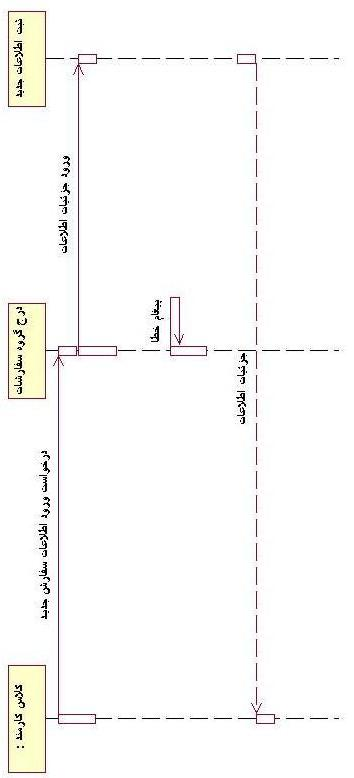 کلاس کارمند :
درج گروه سفارشات
ثبت اطلاعات جدید
درخواست ورود اطلاعات سفارش جدید
ورود جزئیات اطلاعات
پیغام خطا
جزئیات اطلاعات